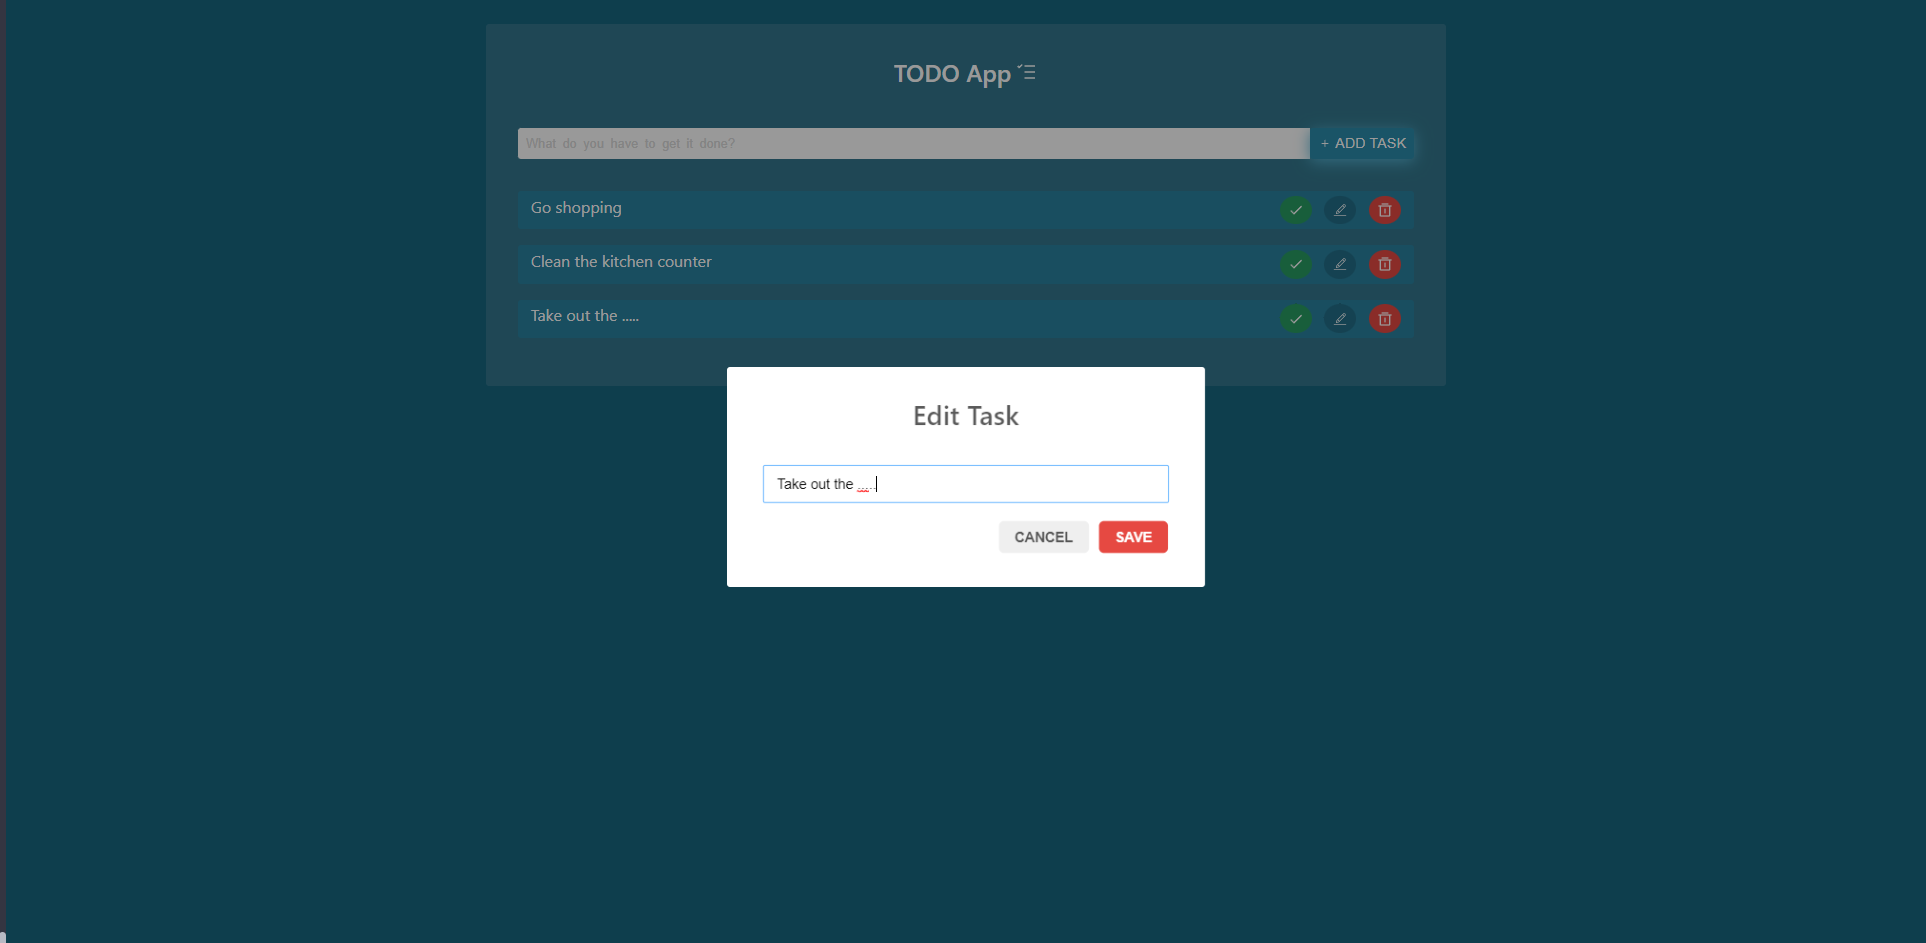 TODO App
What do you have to get it done?
+ ADD TASK
Go shopping
Clean the kitchen counter
Take out the .....
Edit Task
Take out the .....
CANCEL
SAVE